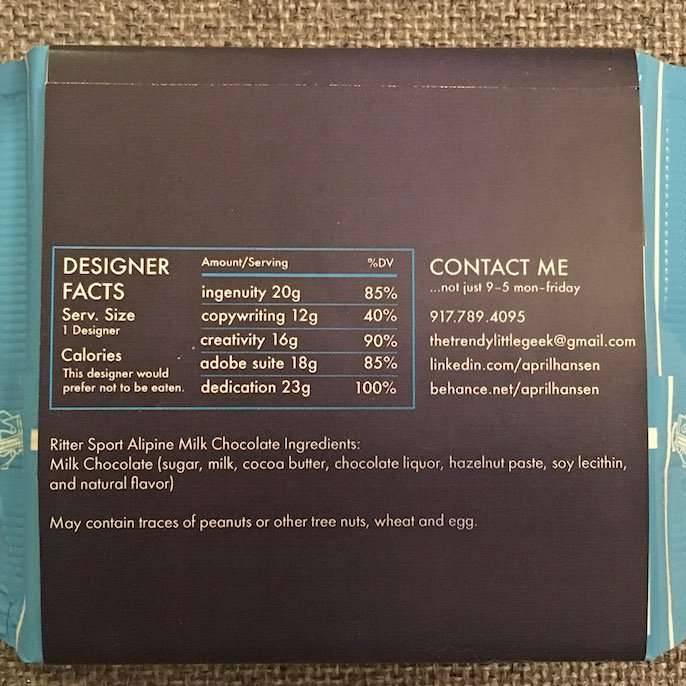 DESIGNER
FACTS
Serv. Size
1 Designer
Calories
This designer would
prefer not to be eaten.
Amount/Serving %DV
ingenuity 20g 85%
copywriting 12g 40%
creativity 16g 90%
adobe suite 18g 85%
dedication 23g 100%
CONTACT ME
...not just 9-5 mon-friday
917.789.4095
thetrendylittlegeek@gmail.com
linkedin.com/aprilhansen
behance.net/aprilhansen
Ritter Sport Alipine Milk Chocolate Ingredients:
Milk Chocolate (sugar, milk, cocoa butter, chocolate liquor, hazelnut paste, soy lecithin,
and natural flavor)
May contain traces of peanuts or other tree nuts, wheat and egg.